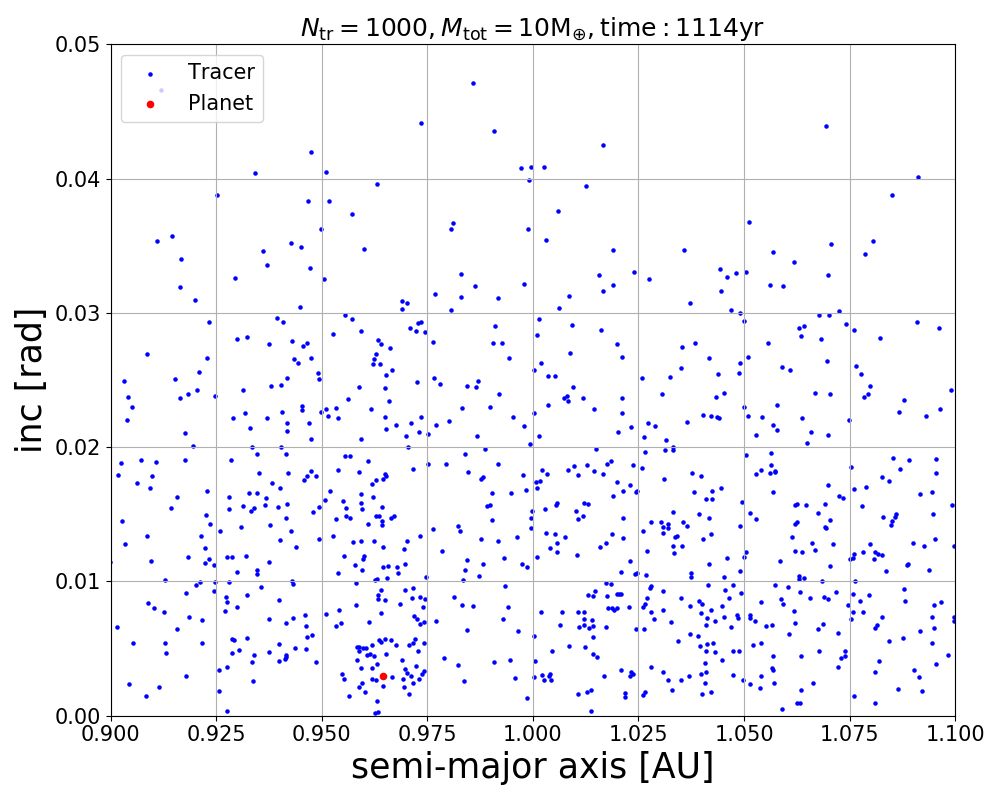 N_tr = 1000, M_tot = 10M_⊕, time : 1114yr
Tracer
Planet
0.05
0.04
0.03
0.02
0.01
0.00
inc [rad]
0.900 0.925 0.950 0.975 1.000 1.025 1.050 1.075 1.100
semi-major axis [AU]